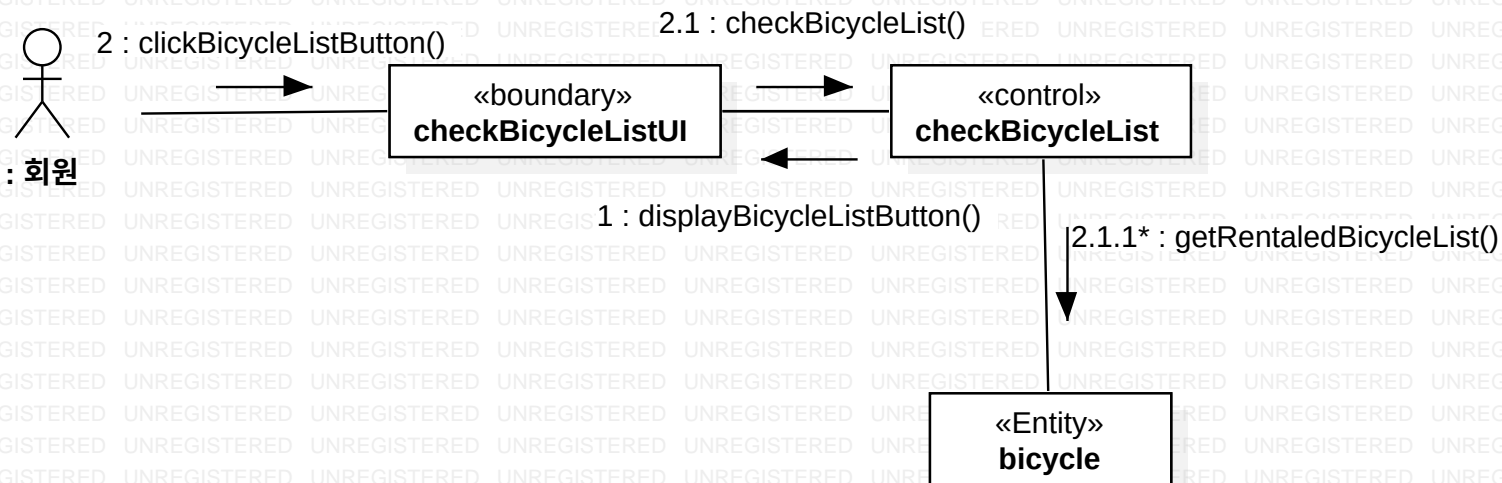 2 : clickBicycleListButton()
2.1 : checkBicycleList()
«boundary»
checkBicycleListUI
«control»
checkBicycleList
: 회원
1 : displayBicycleListButton()
2.1.1* : getRentaledBicycleList()
«Entity»
bicycle
UNREGISTERED